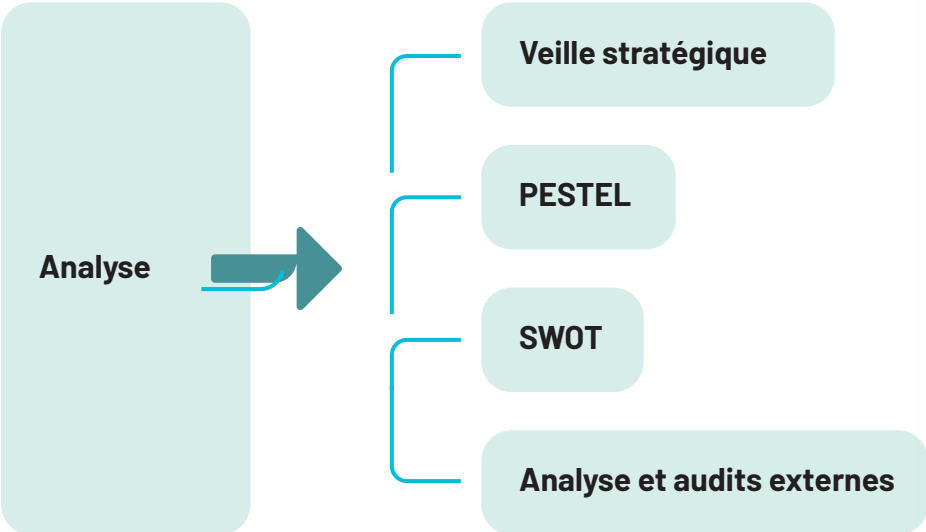 Analyse
Veille stratégique
PESTEL
SWOT
Analyse et audits externes